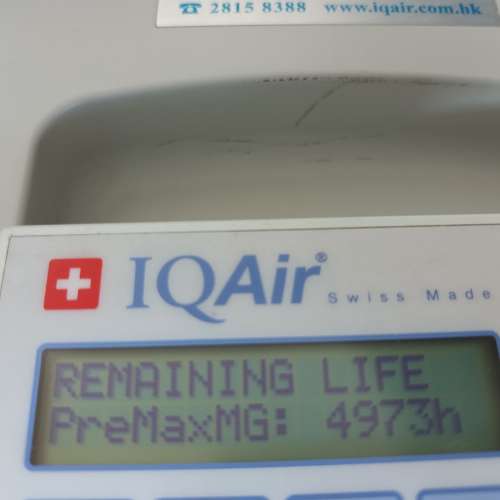 ☎ 2815 8388 www.iqair.com.hk
IQAir® Swiss Made
REMAINING LIFE
PreMaxMG: 4973h